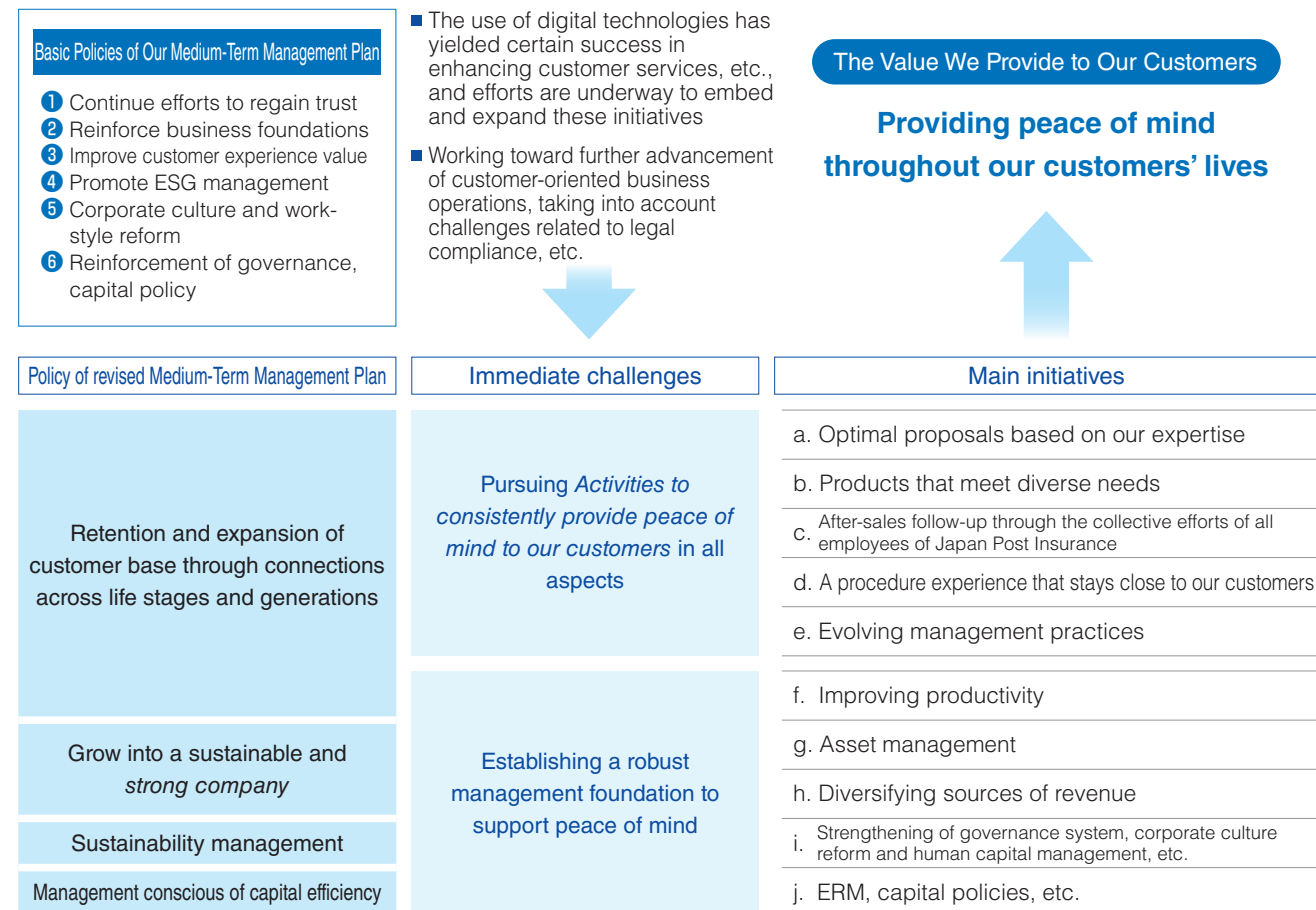 Basic Policies of Our Medium-Term Management Plan
❶ Continue efforts to regain trust
❷ Reinforce business foundations
❸ Improve customer experience value
❹ Promote ESG management
❺ Corporate culture and work-
style reform
❻ Reinforcement of governance,
capital policy
■ The use of digital technologies has
yielded certain success in
enhancing customer services, etc.,
and efforts are underway to embed
and expand these initiatives
■ Working toward further advancement
of customer-oriented business
operations, taking into account
challenges related to legal
compliance, etc.
The Value We Provide to Our Customers
Providing peace of mind
throughout our customers’ lives
Policy of revised Medium-Term Management Plan
Retention and expansion of
customer base through connections
across life stages and generations
Grow into a sustainable and
strong company
Sustainability management
Management conscious of capital efficiency
Immediate challenges
Pursuing Activities to
consistently provide peace of
mind to our customers in all
aspects
Establishing a robust
management foundation to
support peace of mind
Main initiatives
a. Optimal proposals based on our expertise
b. Products that meet diverse needs
c. After-sales follow-up through the collective efforts of all
employees of Japan Post Insurance
d. A procedure experience that stays close to our customers
e. Evolving management practices
f. Improving productivity
g. Asset management
h. Diversifying sources of revenue
i. Strengthening of governance system, corporate culture
reform and human capital management, etc.
j. ERM, capital policies, etc.